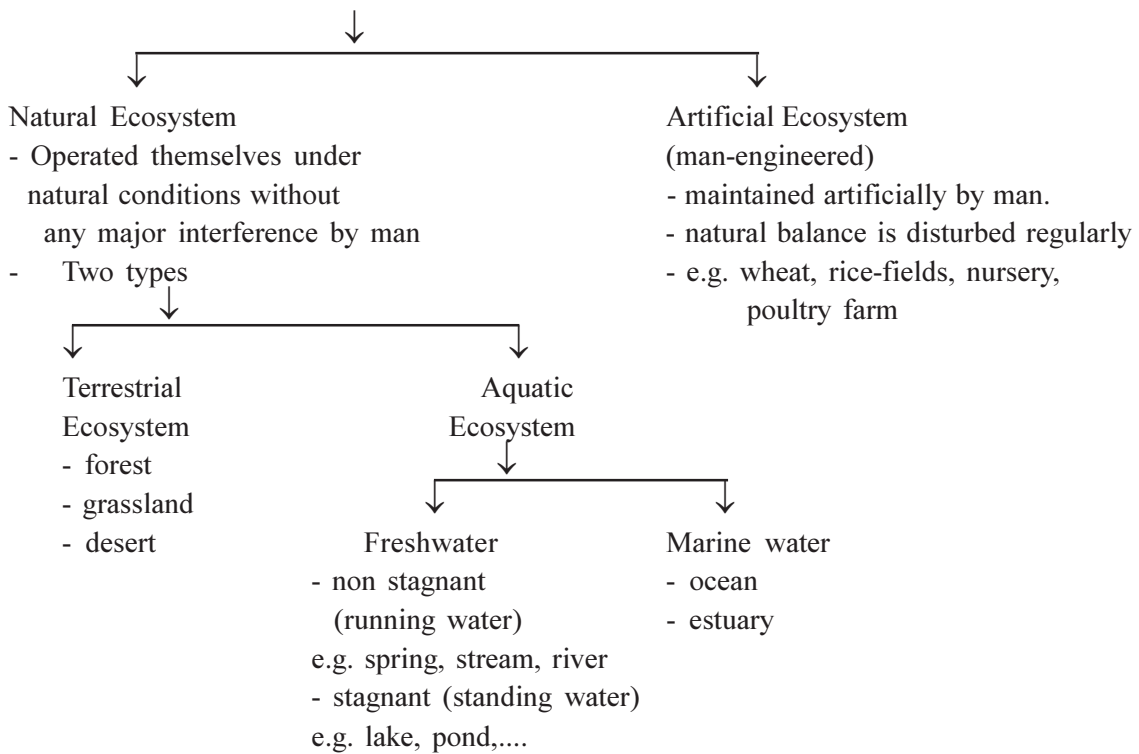 Natural Ecosystem
- Operated themselves under
natural conditions without
any major interference by man
- Two types
Artificial Ecosystem
(man-engineered)
- maintained artificially by man.
- natural balance is disturbed regularly
- e.g. wheat, rice-fields, nursery,
poultry farm
Terrestrial
Ecosystem
- forest
- grassland
- desert
Aquatic
Ecosystem
Freshwater
- non stagnant
(running water)
e.g. spring, stream, river
- stagnant (standing water)
e.g. lake, pond,....
Marine water
- ocean
- estuary